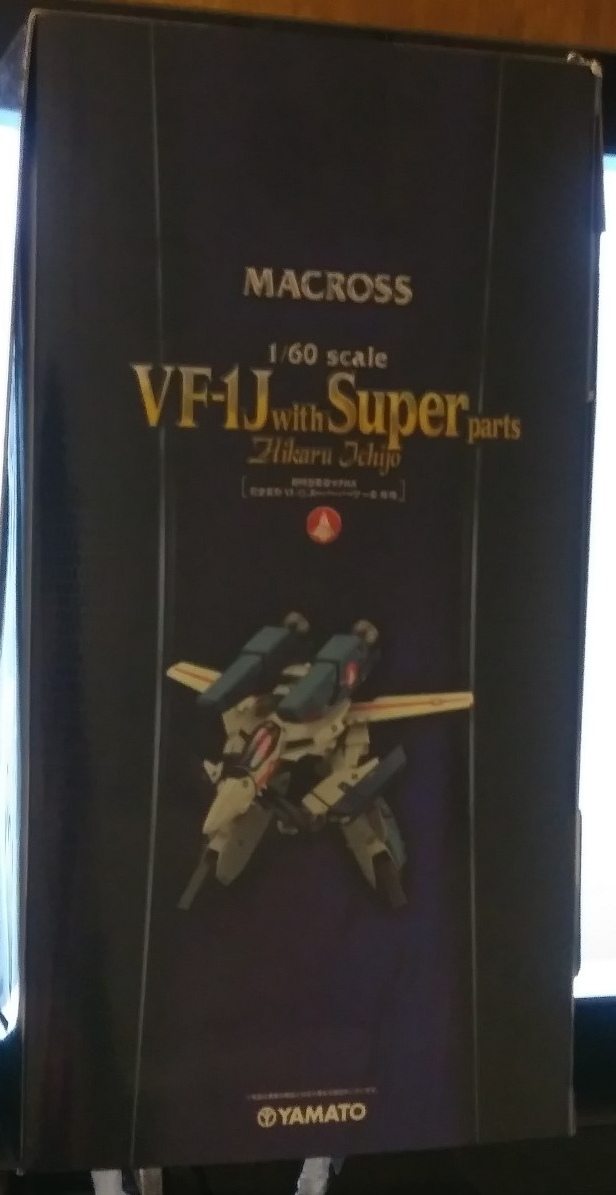 MACROSS
1/60 scale
VF-1J with Super parts
Hikaru Ichijo
YAMATO